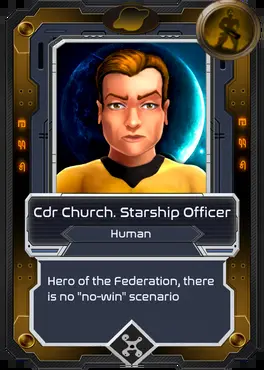 Cdr Church. Starship Officer
Human
Hero of the Federation, there
is no "no-win" scenario